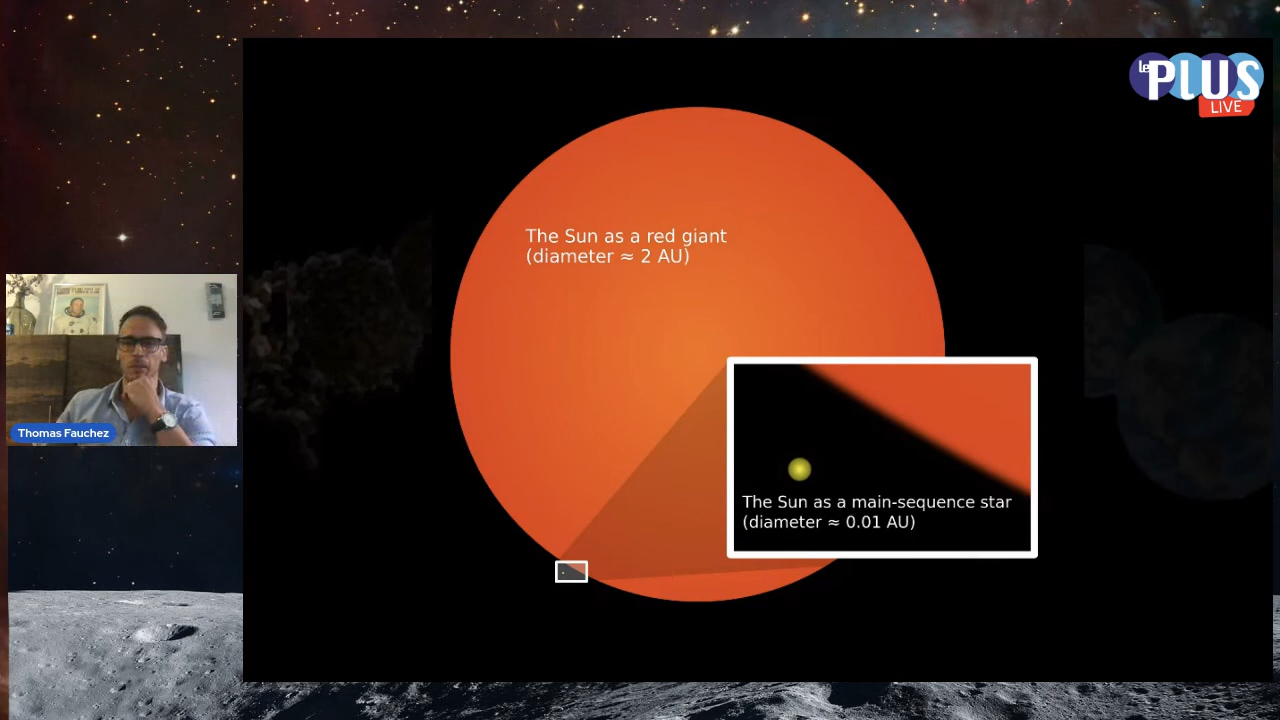 le PLUS
LIVE
The Sun as a red giant
(diameter ≈ 2 AU)
Thomas Fauchez
The Sun as a main-sequence star
(diameter ≈ 0.01 AU)